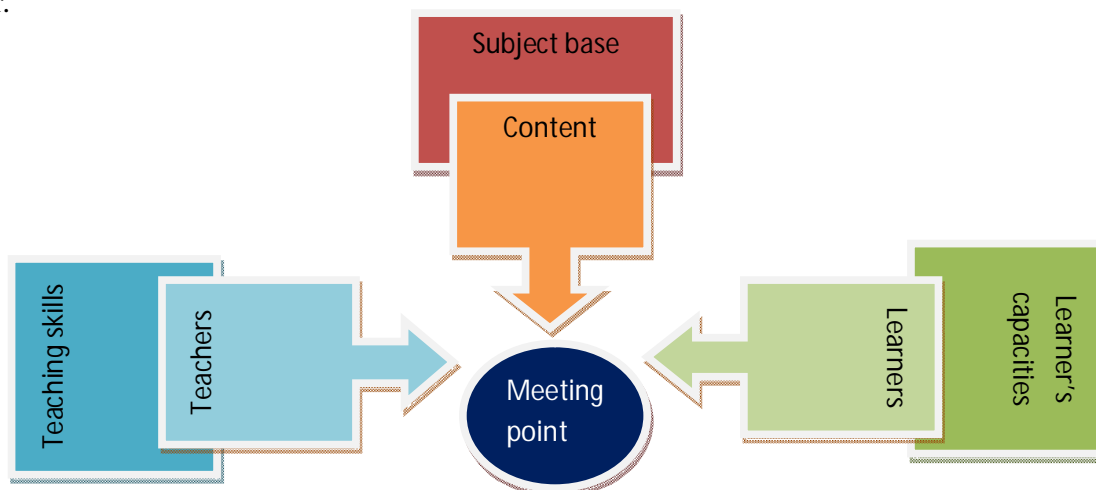 Subject base
Content
Teaching skills
Teachers
Learners
Learner's
capacities
Meeting
point